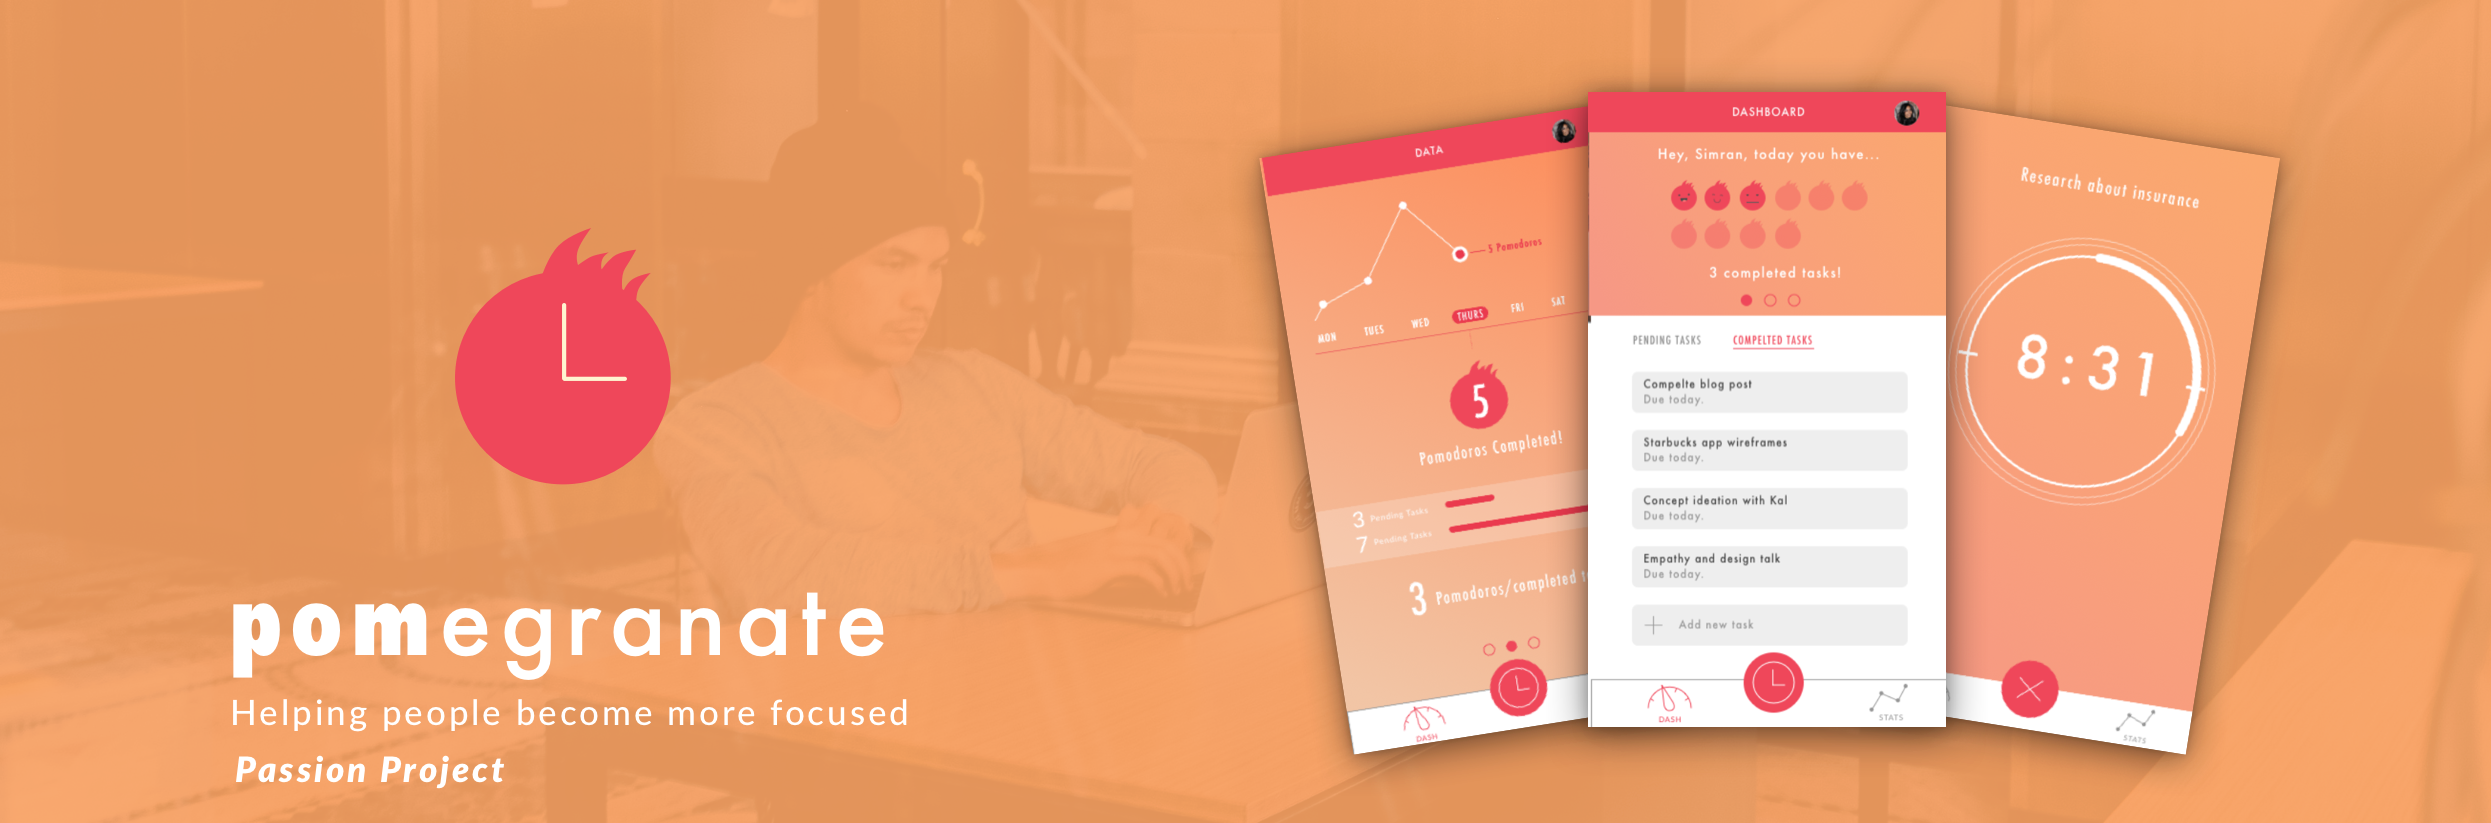 pomegranate
Helping people become more focused
Passion Project
DATA
5 Pomodoros
MON TUES WED THURS FRI SAT
5
Pomodoros Completed!
3 Pending Tasks
7 Pending Tasks
3 Pomodoros/completed t
DASH
DASHBOARD
Hey, Simran, today you have...
3 completed tasks!
PENDING TASKS COMPELTED TASKS
Compelte blog post
Due today.
Starbucks app wireframes
Due today.
Concept ideation with Kal
Due today.
Empathy and design talk
Due today.
Add new task
DASH STATS
Research about insurance
8:31
STATS